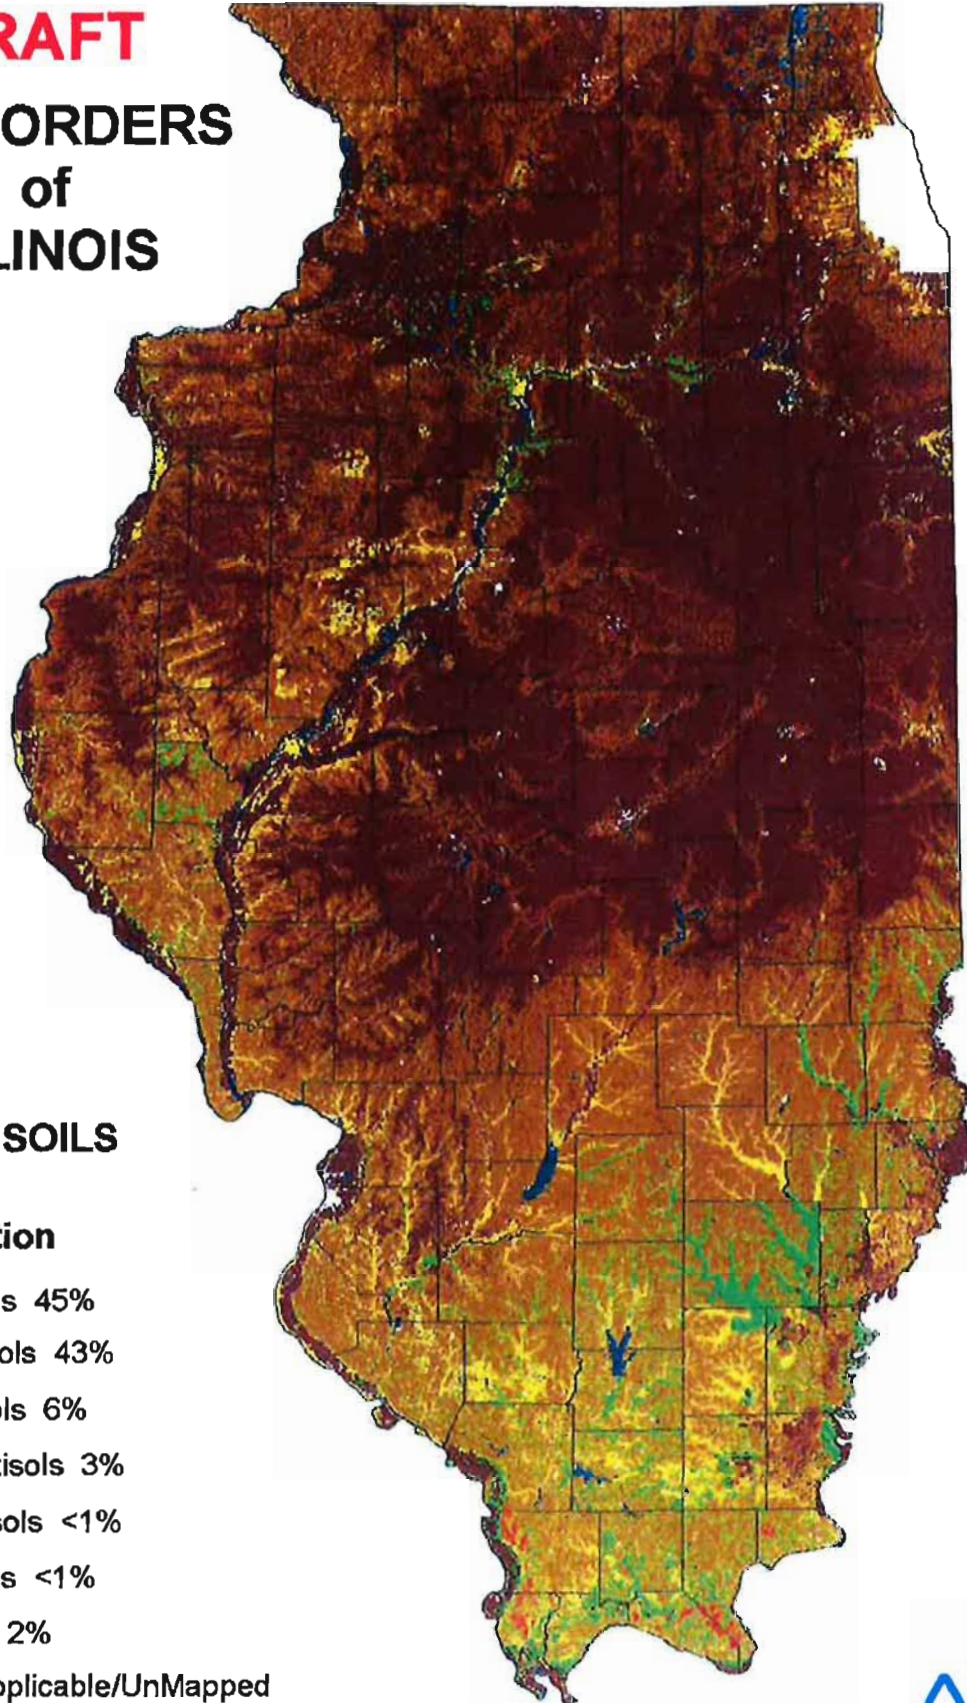 RAFT
ORDERS
of
LINOIS
SOILS
tion
s 45%
ols 43%
ls 6%
tisols 3%
sols <1%
s <1%
2%
pplicable/UnMapped